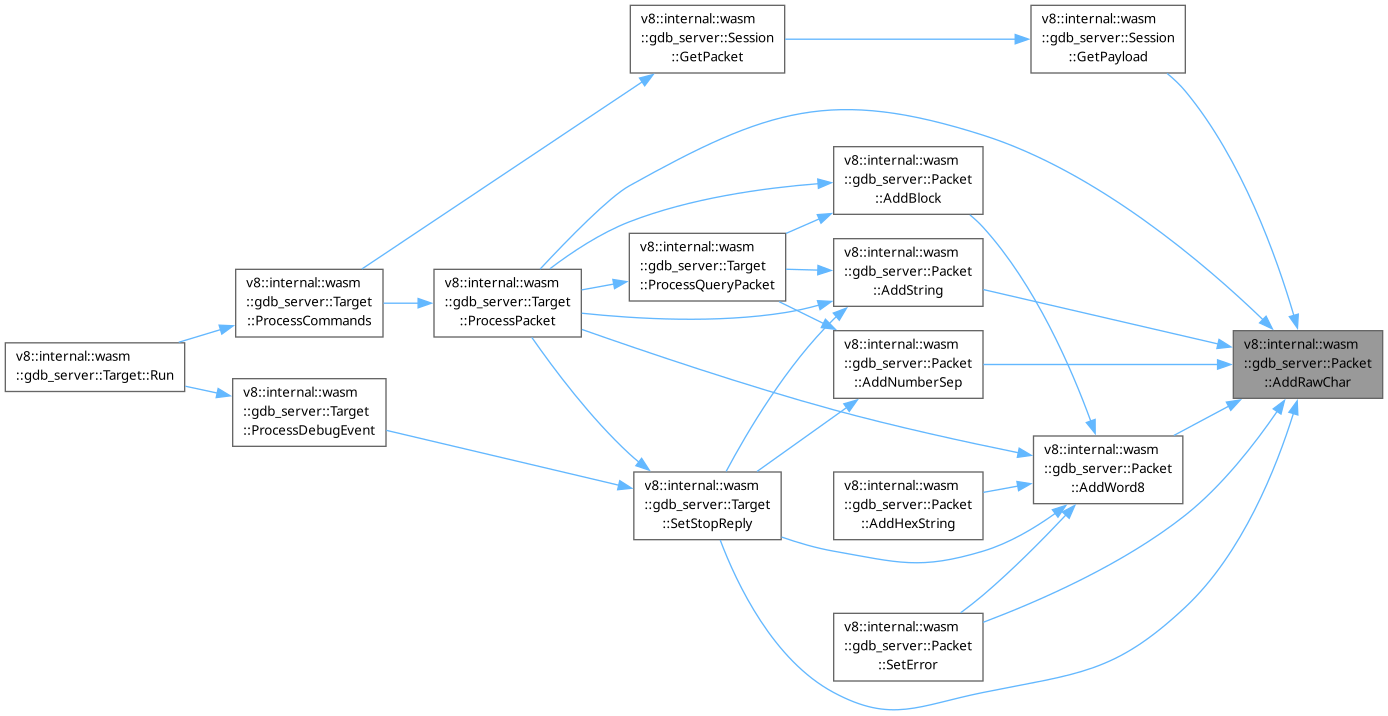 v8::internal::wasm
::gdb_server::Session
::GetPacket
v8::internal::wasm
::gdb_server::Session
::GetPayload
v8::internal::wasm
::gdb_server::Packet
::AddBlock
v8::internal::wasm
::gdb_server::Target
::ProcessQueryPacket
v8::internal::wasm
::gdb_server::Packet
::AddString
v8::internal::wasm
::gdb_server::Target
::ProcessCommands
v8::internal::wasm
::gdb_server::Target
::ProcessPacket
v8::internal::wasm
::gdb_server::Packet
::AddNumberSep
v8::internal::wasm
::gdb_server::Packet
::AddRawChar
v8::internal::wasm
::gdb_server::Target::Run
v8::internal::wasm
::gdb_server::Target
::ProcessDebugEvent
v8::internal::wasm
::gdb_server::Packet
::AddWord8
v8::internal::wasm
::gdb_server::Target
::SetStopReply
v8::internal::wasm
::gdb_server::Packet
::AddHexString
v8::internal::wasm
::gdb_server::Packet
::SetError